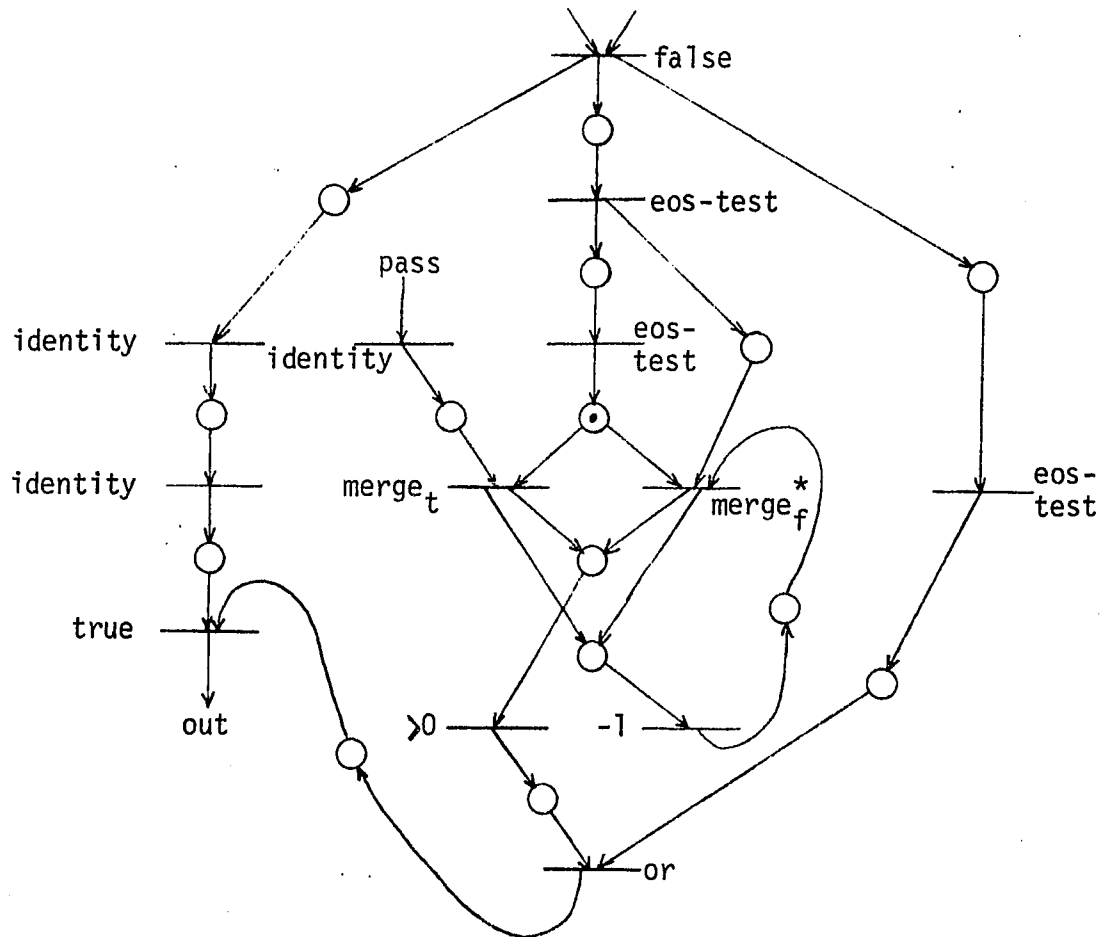 false
eos-test
pass
identity
identity
eos-
test
identity
merge_t
merge*_f
eos-
test
true
out
>0
-1
or